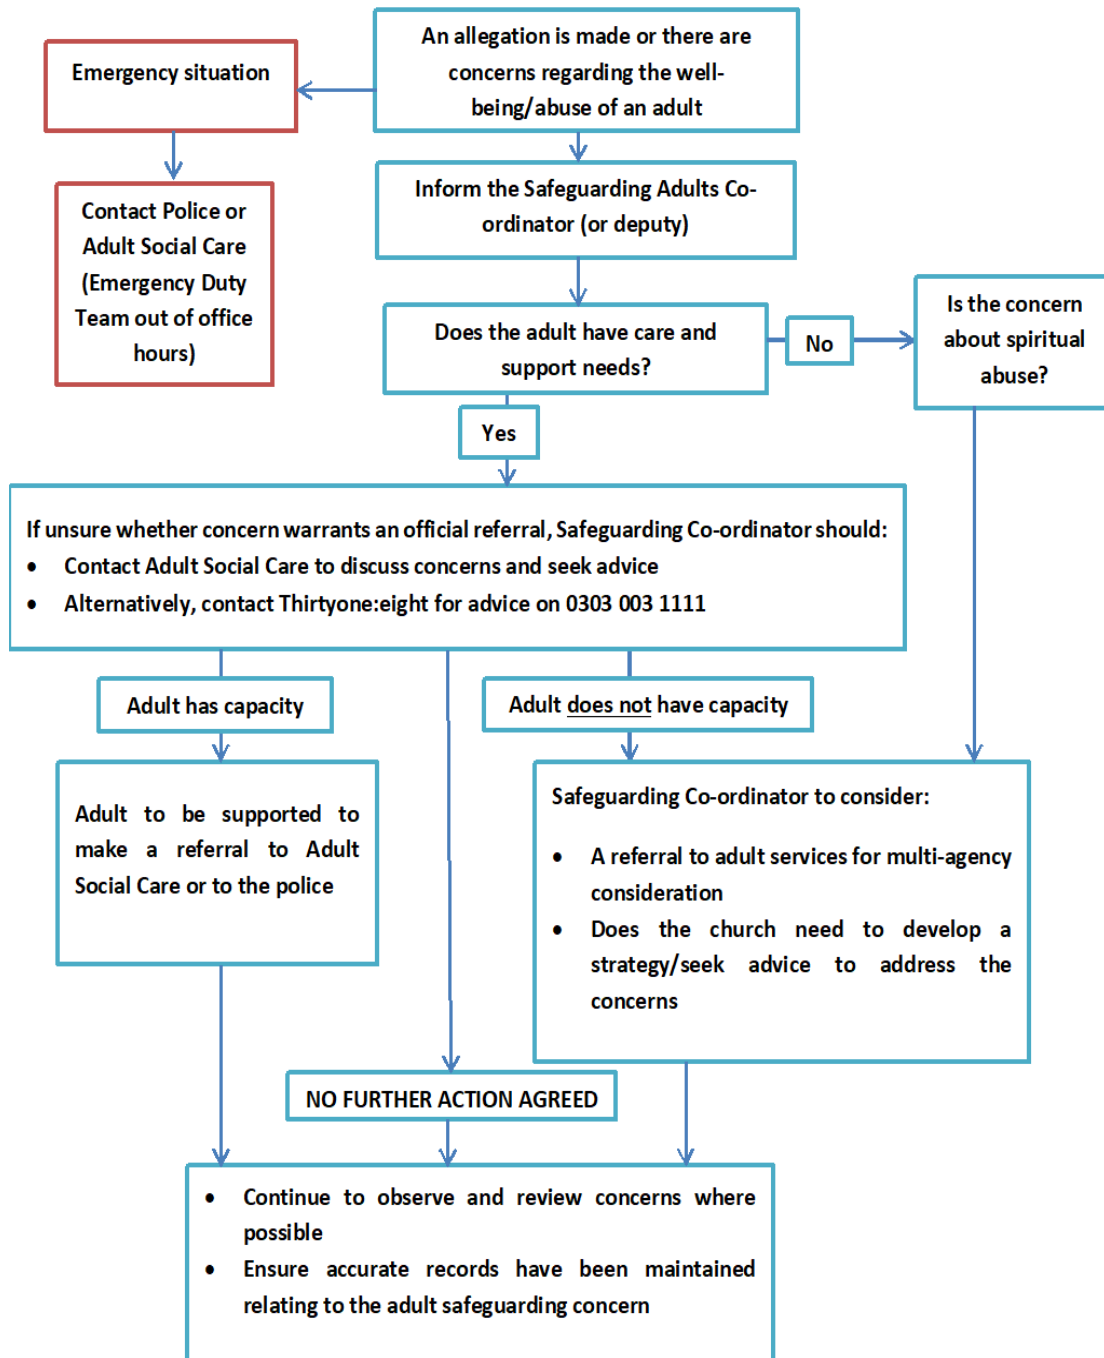 An allegation is made or there are
concerns regarding the well-
being/abuse of an adult
Emergency situation
Contact Police or
Adult Social Care
(Emergency Duty
Team out of office
hours)
Inform the Safeguarding Adults Co-
ordinator (or deputy)
Does the adult have care and
support needs?
No
Is the concern
about spiritual
abuse?
Yes
If unsure whether concern warrants an official referral, Safeguarding Co-ordinator should:
• Contact Adult Social Care to discuss concerns and seek advice
• Alternatively, contact Thirtyone:eight for advice on 0303 003 1111
Adult has capacity
Adult does not have capacity
Adult to be supported to
make a referral to Adult
Social Care or to the police
Safeguarding Co-ordinator to consider:
• A referral to adult services for multi-agency
consideration
• Does the church need to develop a
strategy/seek advice to address the
concerns
NO FURTHER ACTION AGREED
• Continue to observe and review concerns where
possible
• Ensure accurate records have been maintained
relating to the adult safeguarding concern